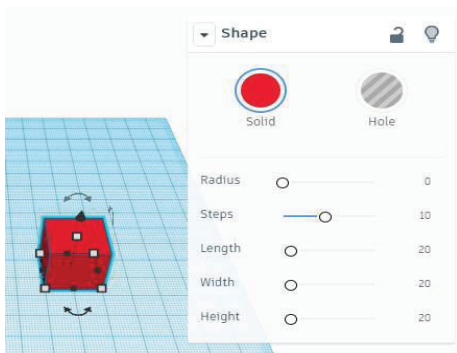 Shape
Solid Hole
Radius 0
Steps 10
Length 20
Width 20
Height 20